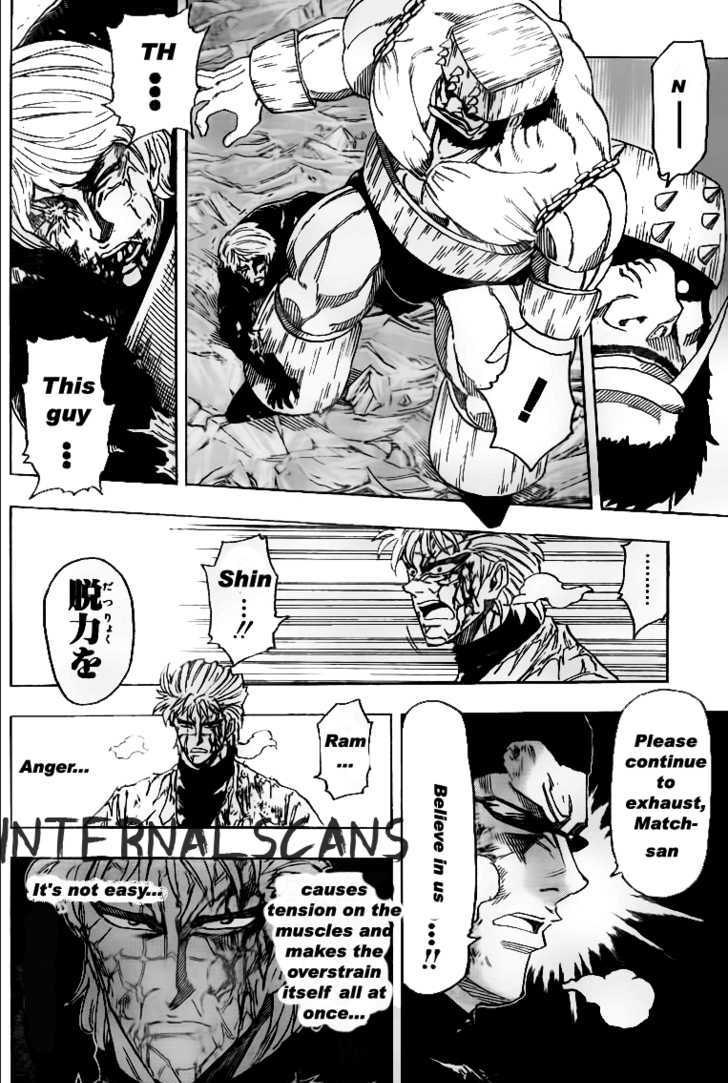 N
—
!
TH
...
This
guy
...
........
Shin
....!!
脱力を
だつりょく
Please
continue
to
exhaust,
Match-
san
Believe in us
....!!
Ram
...
Anger...
causes
tension on the
muscles and
makes the
overstrain
itself all at
once...
It's not easy...
INTERNAL SCANS